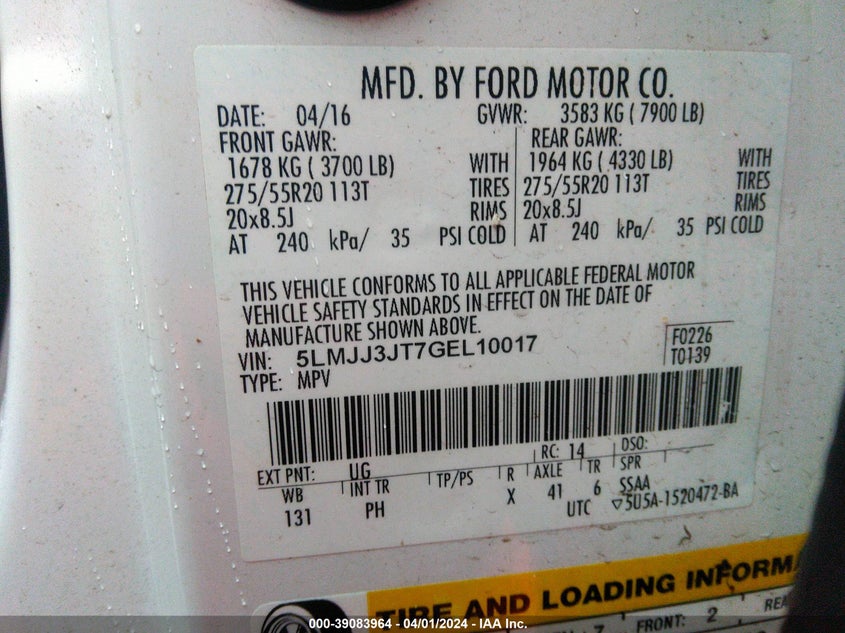 MFD. BY FORD MOTOR CO.
DATE: 04/16 GVWR: 3583 KG ( 7900 LB)
FRONT GAWR: REAR GAWR:
1678 KG ( 3700 LB) WITH 1964 KG ( 4330 LB) WITH
275/55R20 113T TIRES 275/55R20 113T TIRES
20x8.5J RIMS 20x8.5J RIMS
AT 240 kPa/ 35 PSI COLD AT 240 kPa/ 35 PSI COLD
THIS VEHICLE CONFORMS TO ALL APPLICABLE FEDERAL MOTOR
VEHICLE SAFETY STANDARDS IN EFFECT ON THE DATE OF
MANUFACTURE SHOWN ABOVE.
VIN: 5LMJJ3JT7GEL10017 F0226
TYPE: MPV T0139
RC: 14 DSO:
EXT PNT: UG
WB INT TR TP/PS R AXLE TR SPR
131 PH X 41 6 SSAA
UTC ▽5U5A-1520472-BA
TIRE AND LOADING
7 FRONT: 2
000-39083964 - 04/01/2024 - IAA Inc.